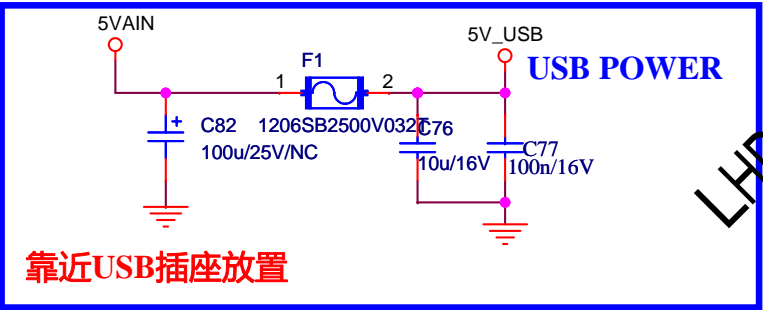 5VAIN
5V_USB
USB POWER
F1
1
2
C82
1206SB2500V032T
C76
100u/25V/NC
10u/16V
C77
100n/16V
靠近USB插座放置